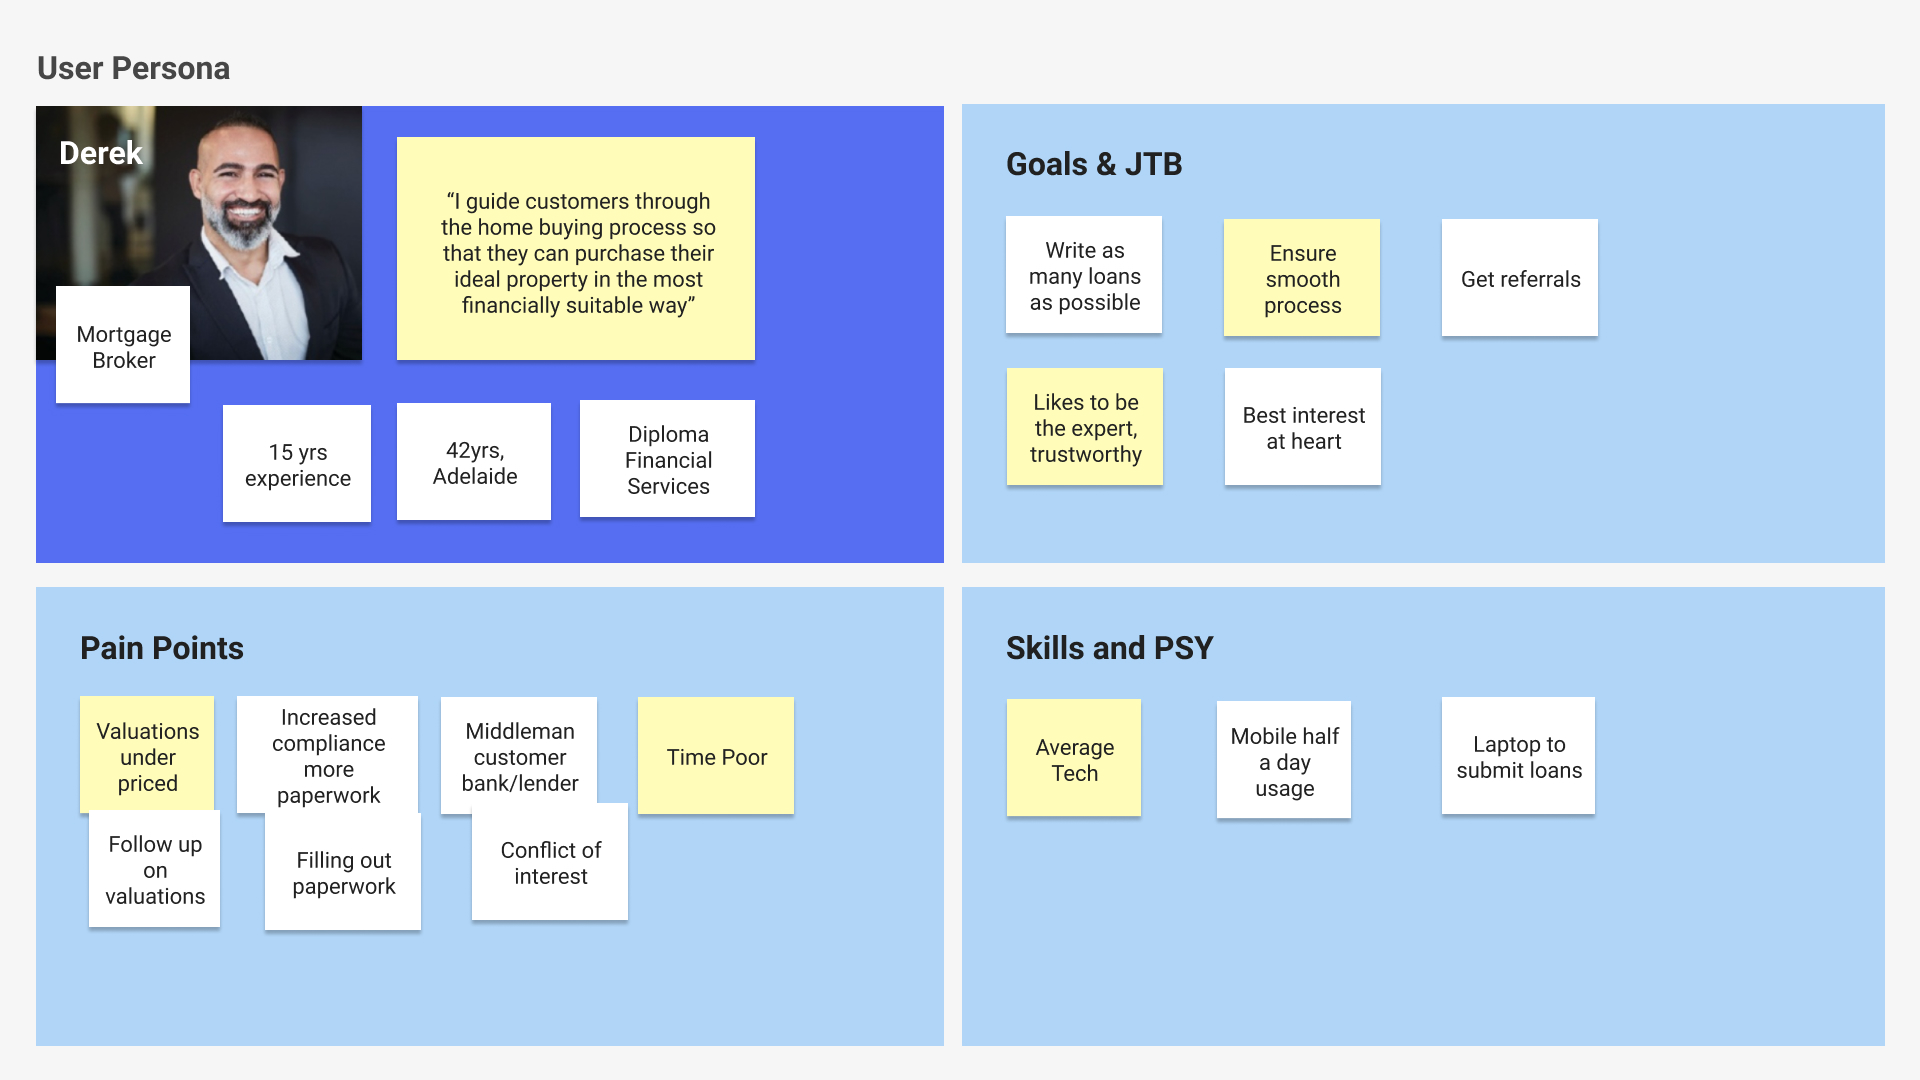 User Persona
Derek
“I guide customers through
the home buying process so
that they can purchase their
ideal property in the most
financially suitable way”
Mortgage
Broker
15 yrs
experience
42yrs,
Adelaide
Diploma
Financial
Services
Goals & JTB
Write as
many loans
as possible
Ensure
smooth
process
Get referrals
Likes to be
the expert,
trustworthy
Best interest
at heart
Pain Points
Valuations
under
priced
Increased
compliance
more
paperwork
Middleman
customer
bank/lender
Time Poor
Follow up
on
valuations
Filling out
paperwork
Conflict of
interest
Skills and PSY
Average
Tech
Mobile half
a day
usage
Laptop to
submit loans